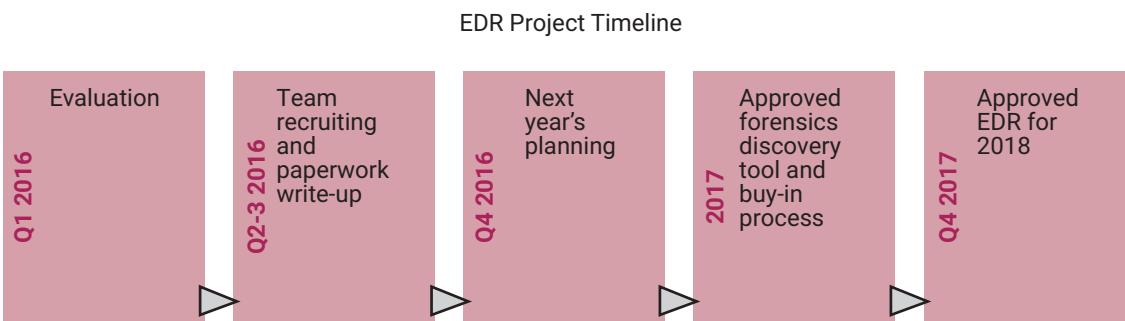 EDR Project Timeline
Q1 2016
Evaluation
Q2-3 2016
Team
recruiting
and
paperwork
write-up
Q4 2016
Next
year’s
planning
2017
Approved
forensics
discovery
tool and
buy-in
process
Q4 2017
Approved
EDR for
2018